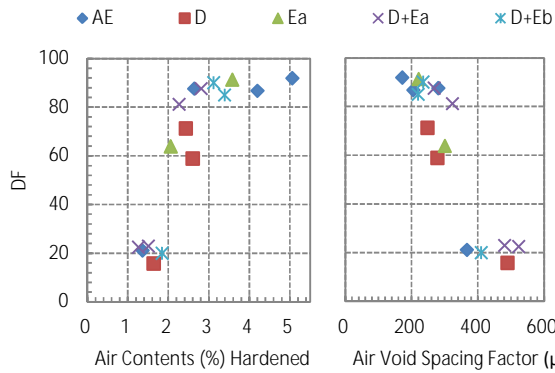 AE D Ea D+Ea D+Eb
100
80
60
40
20
0
DF
0 1 2 3 4 5
Air Contents (%) Hardened
0 200 400 600
Air Void Spacing Factor (μ